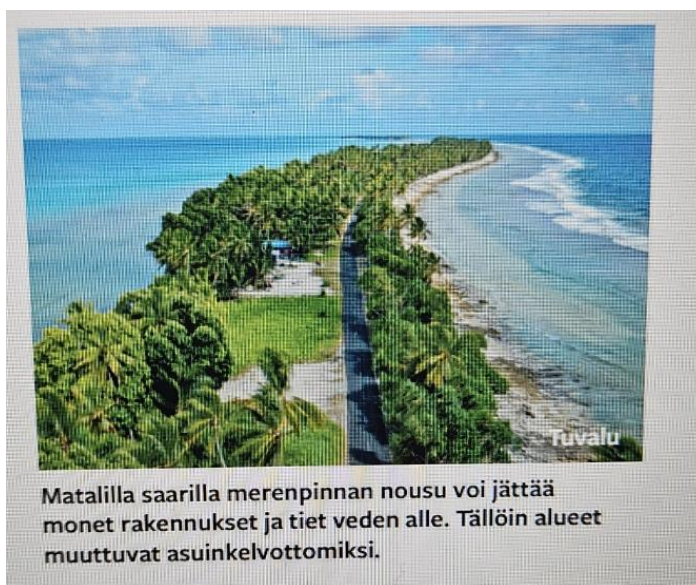 Tuvalu
Matalilla saarilla merenpinnan nousu voi jättää
monet rakennukset ja tiet veden alle. Tällöin alueet
muuttuvat asuinkelvottomiksi.